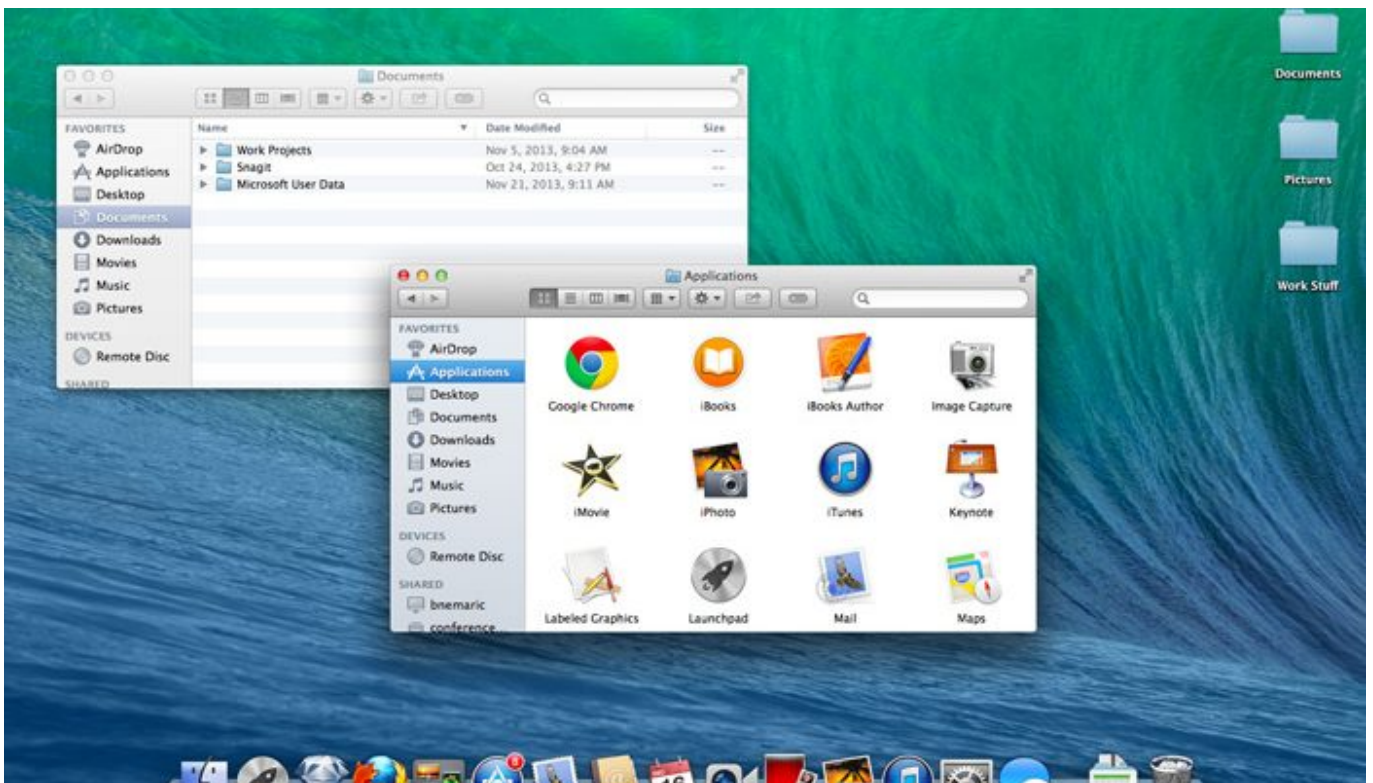 Documents
FAVORITES
AirDrop
Applications
Desktop
Documents
Downloads
Movies
Music
Pictures
DEVICES
Remote Disc
SHARED
Name Date Modified Size
Work Projects Nov 5, 2013, 9:04 AM --
Snagit Oct 24, 2013, 4:27 PM --
Microsoft User Data Nov 21, 2013, 9:11 AM --
Applications
FAVORITES
AirDrop
Applications
Desktop
Documents
Downloads
Movies
Music
Pictures
DEVICES
Remote Disc
SHARED
bnemaric
conference...
Google Chrome iBooks iBooks Author Image Capture
iMovie iPhoto iTunes Keynote
Labeled Graphics Launchpad Mail Maps
Documents
Pictures
Work Stuff